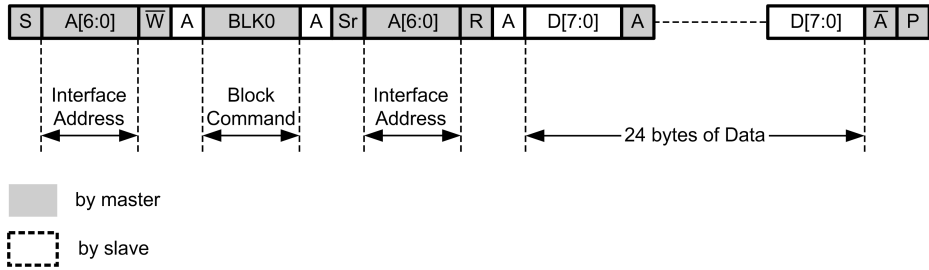 S A[6:0] W̅ A BLK0 A Sr A[6:0] R A D[7:0] A D[7:0] A̅ P
Interface Address
Block Command
Interface Address
24 bytes of Data
by master
by slave